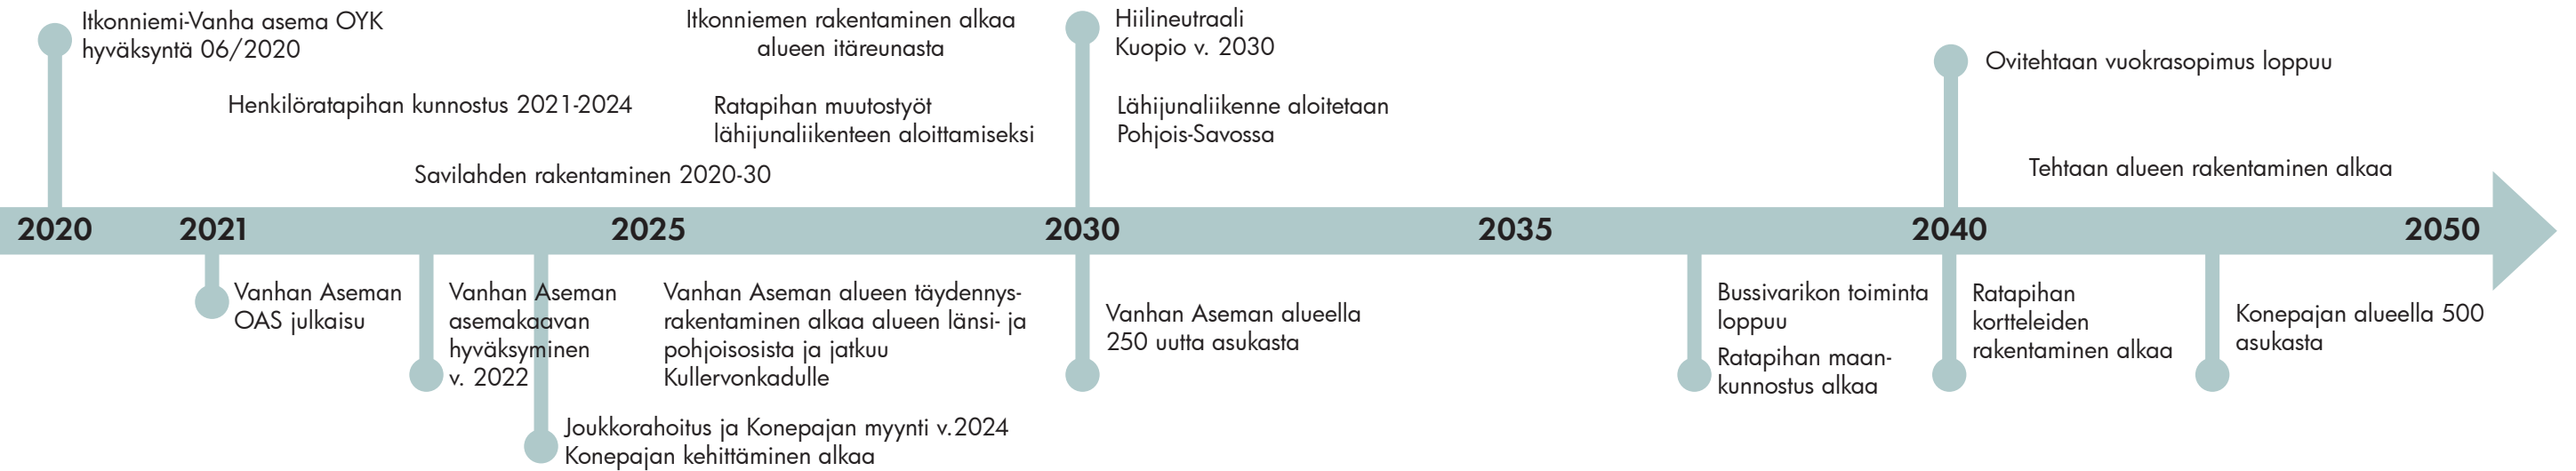 Itkonniemi-Vanha asema OYK
hyväksyntä 06/2020
Henkilöratapihan kunnostus 2021-2024
Savilahden rakentaminen 2020-30
Itkonniemen rakentaminen alkaa
alueen itäreunasta
Ratapihan muutostyöt
lähijunaliikenteen aloittamiseksi
Hiilineutraali
Kuopio v. 2030
Lähijunaliikenne aloitetaan
Pohjois-Savossa
Ovitehtaan vuokrasopimus loppuu
Tehtaan alueen rakentaminen alkaa
2020 2021 2025 2030 2035 2040 2050
Vanhan Aseman
OAS julkaisu
Vanhan Aseman
asemakaavan
hyväksyminen
v. 2022
Joukkorahoitus ja Konepajan myynti v.2024
Konepajan kehittäminen alkaa
Vanhan Aseman alueen täydennys-
rakentaminen alkaa alueen länsi- ja
pohjoisosista ja jatkuu
Kullervonkadulle
Vanhan Aseman alueella
250 uutta asukasta
Bussivarikon toiminta
loppuu
Ratapihan maan-
kunnostus alkaa
Ratapihan
kortteleiden
rakentaminen alkaa
Konepajan alueella 500
asukasta